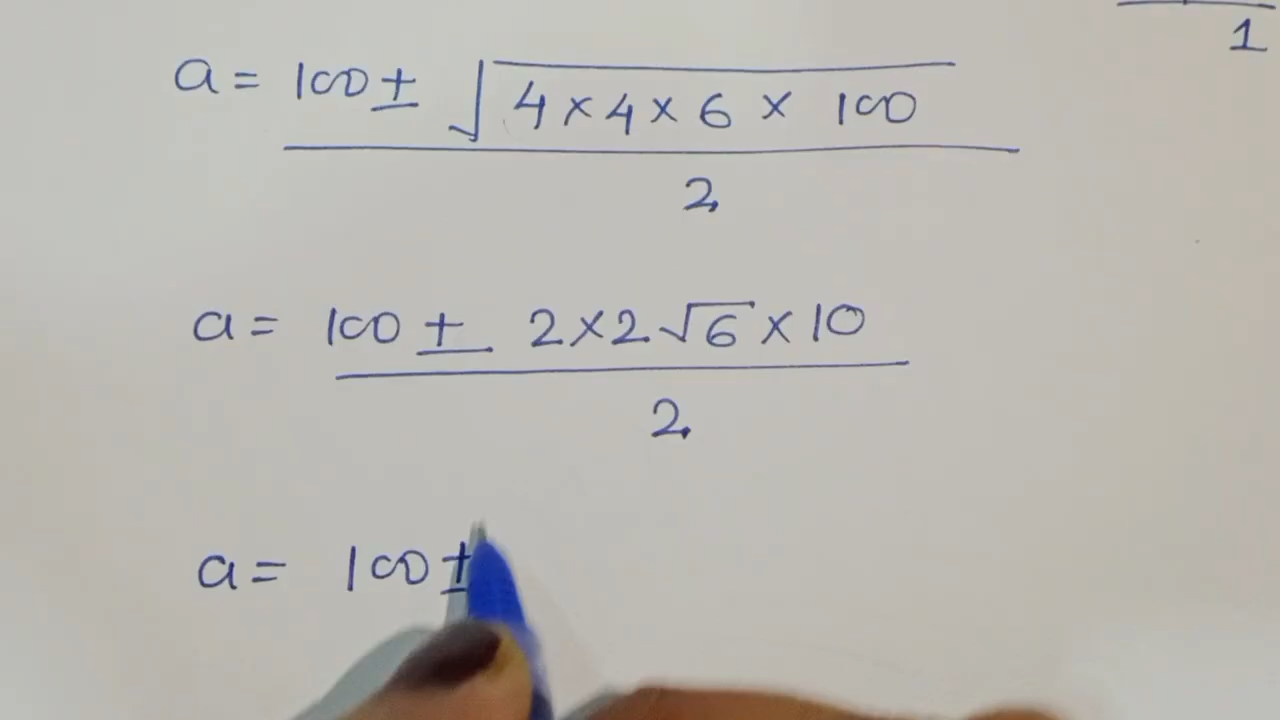 1
a = 100 ± √4 × 4 × 6 × 100
2
a = 100 ± 2×2√6 × 10
2
a = 100 ±